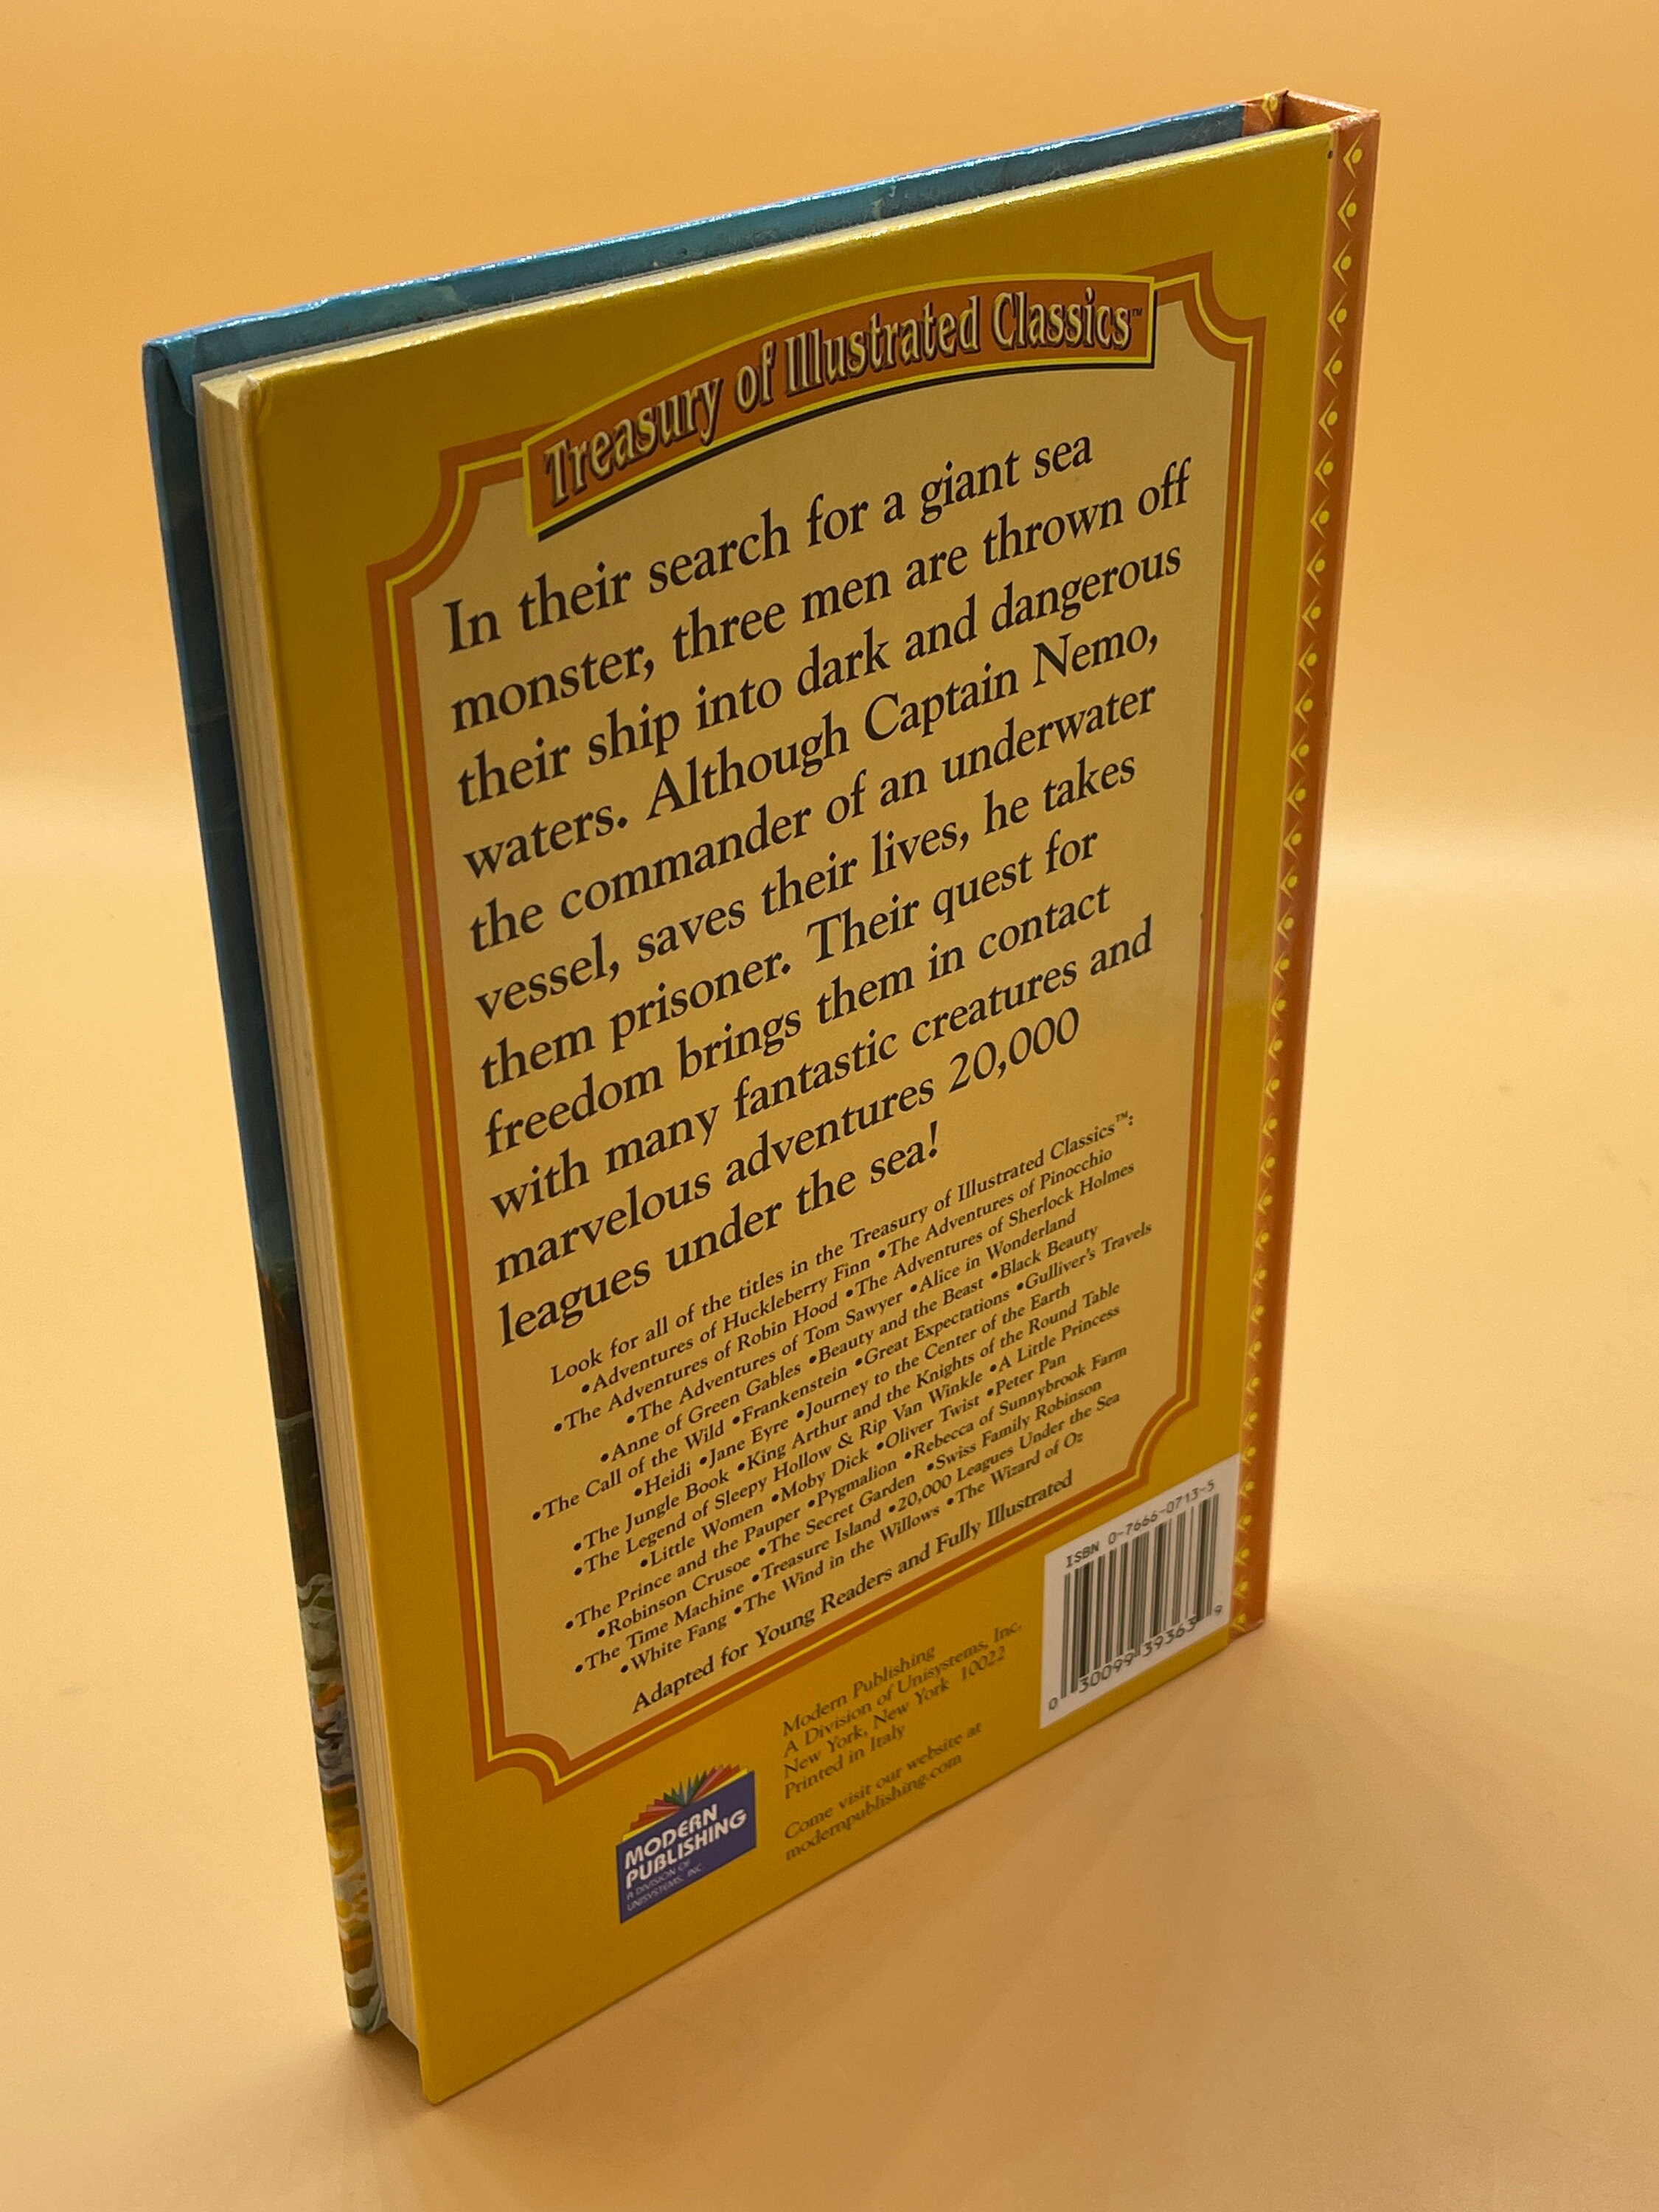 Treasury of Illustrated Classics™
In their search for a giant sea
monster, three men are thrown off
their ship into dark and dangerous
waters. Although Captain Nemo,
the commander of an underwater
vessel, saves their lives, he takes
them prisoner. Their quest for
freedom brings them in contact
with many fantastic creatures and
marvelous adventures 20,000
leagues under the sea!
Look for all of the titles in the Treasury of Illustrated Classics™:
•Adventures of Huckleberry Finn •The Adventures of Pinocchio
•The Adventures of Robin Hood •The Adventures of Sherlock Holmes
•The Adventures of Tom Sawyer •Alice in Wonderland
•Anne of Green Gables •Beauty and the Beast •Black Beauty
•The Call of the Wild •Frankenstein •Great Expectations •Gulliver's Travels
•Heidi •Jane Eyre •Journey to the Center of the Earth
•The Jungle Book •King Arthur and the Knights of the Round Table
•The Legend of Sleepy Hollow & Rip Van Winkle •A Little Princess
•Little Women •Moby Dick •Oliver Twist •Peter Pan
•The Prince and the Pauper •Pygmalion •Rebecca of Sunnybrook Farm
•Robinson Crusoe •The Secret Garden •Swiss Family Robinson
•The Time Machine •Treasure Island •20,000 Leagues Under the Sea
•White Fang •The Wind in the Willows •The Wizard of Oz
Adapted for Young Readers and Fully Illustrated
MODERN
PUBLISHING
A DIVISION OF
UNISYSTEMS, INC.
Modern Publishing
A Division of Unisystems, Inc.
New York, New York 10022
Printed in Italy
Come visit our website at
modernpublishing.com
ISBN 0-7666-0713-5
0 30099 39363 9